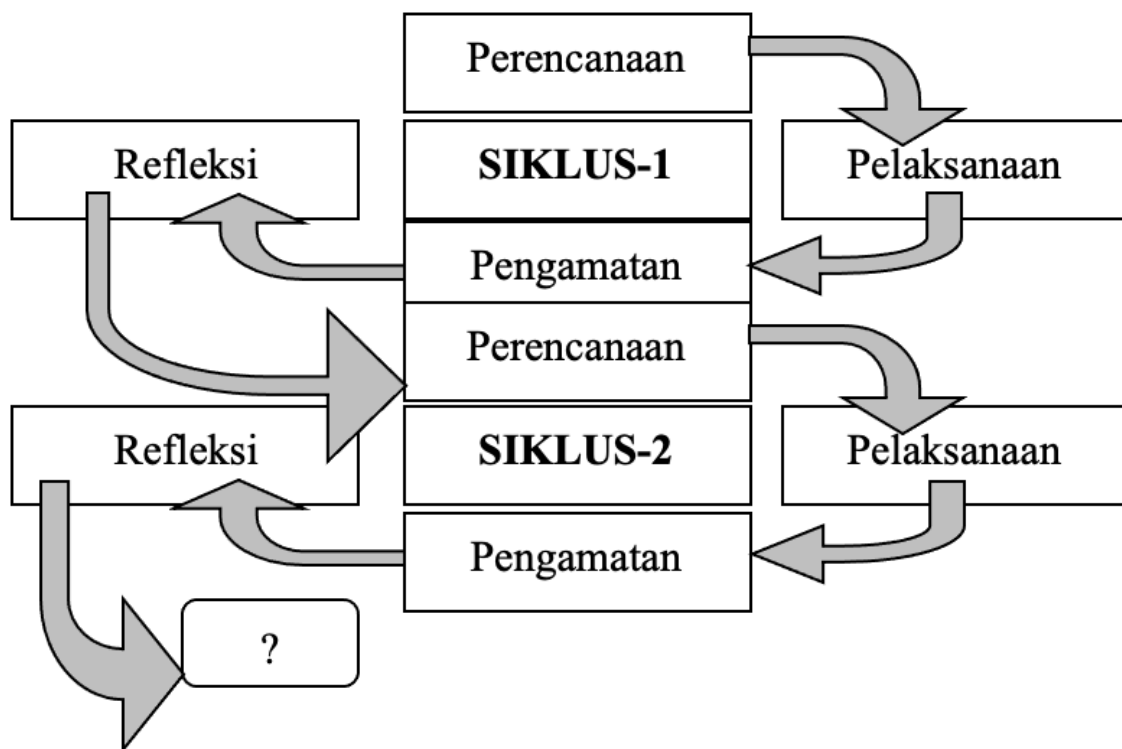 Perencanaan
Refleksi
SIKLUS-1
Pelaksanaan
Pengamatan
Perencanaan
Refleksi
SIKLUS-2
Pelaksanaan
Pengamatan
?